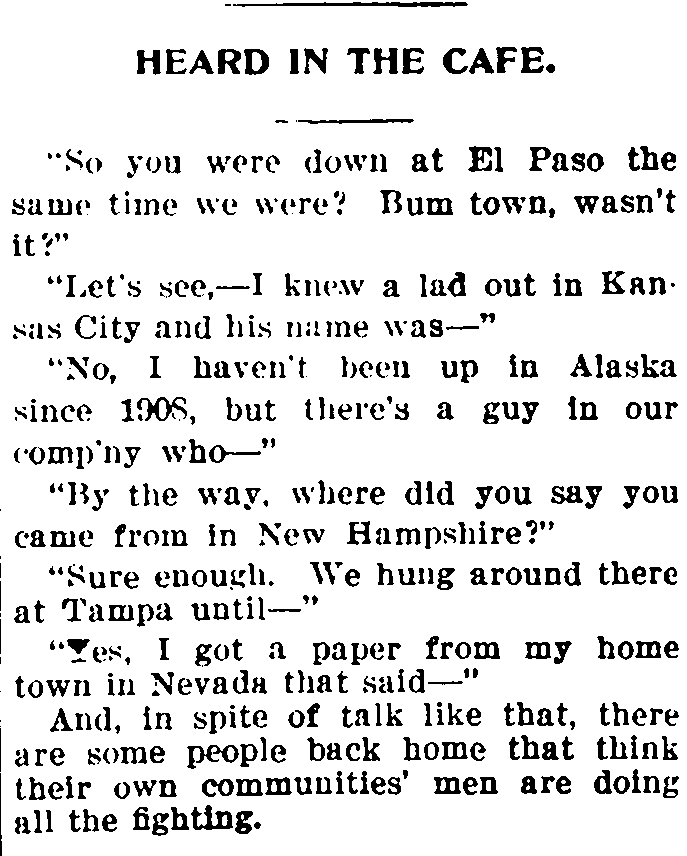 HEARD IN THE CAFE.
"So you were down at El Paso the
same time we were? Bum town, wasn't
it?"
"Let's see,—I knew a lad out in Kan-
sas City and his name was—"
"No, I haven't been up in Alaska
since 1908, but there's a guy in our
comp'ny who—"
"By the way, where did you say you
came from in New Hampshire?"
"Sure enough. We hung around there
at Tampa until—"
"Yes, I got a paper from my home
town in Nevada that said—"
And, in spite of talk like that, there
are some people back home that think
their own communities' men are doing
all the fighting.